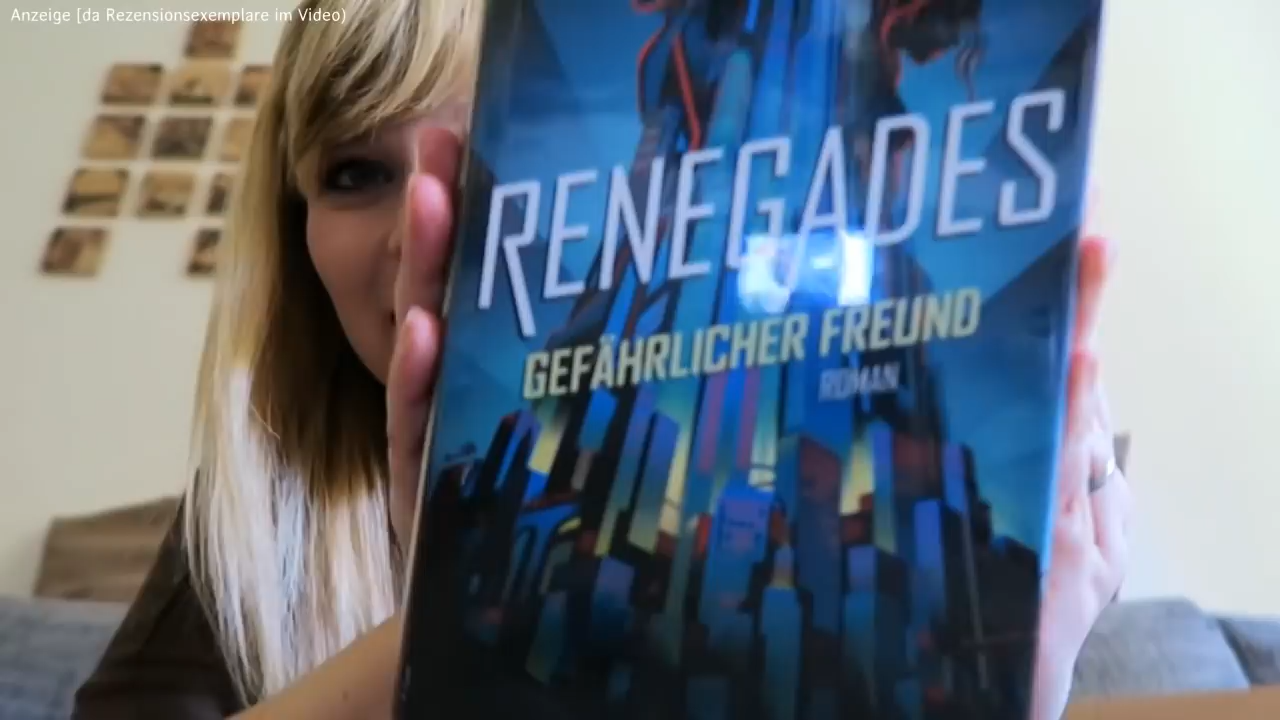 Anzeige [da Rezensionsexemplare im Video)
RENEGADES
GEFÄHRLICHER FREUND
ROMAN